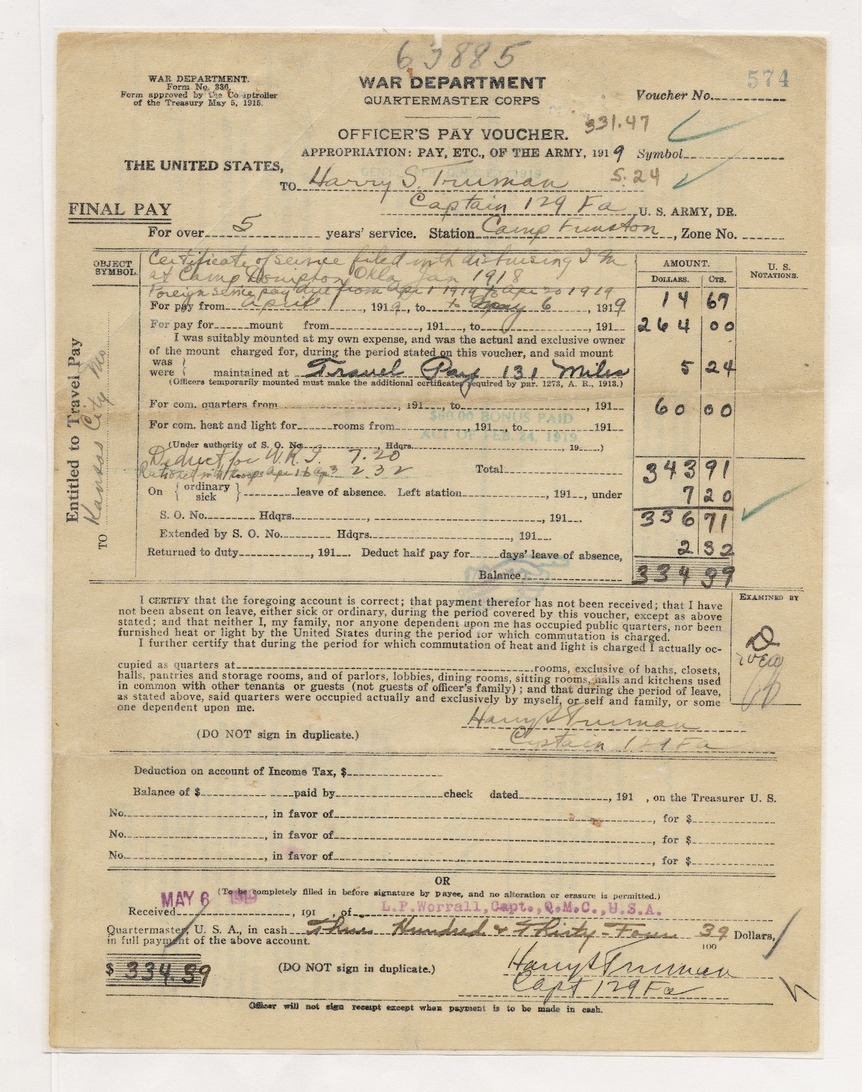 63885
WAR DEPARTMENT.
Form No. 336.
Form approved by the Comptroller
of the Treasury May 5, 1915.
WAR DEPARTMENT
QUARTERMASTER CORPS
Voucher No. 574
OFFICER'S PAY VOUCHER. 331.47
APPROPRIATION: PAY, ETC., OF THE ARMY, 1919 Symbol
THE UNITED STATES,
TO Harry S. Truman 5.24
Captain 129 Fa U. S. ARMY, DR.
FINAL PAY
For over 5 years' service. Station Camp Funston, Zone No.
OBJECT SYMBOL.
AMOUNT.
DOLLARS. CTS.
U. S. NOTATIONS.
Certificate of service filed with disbursing Q M
at Camp Doniphan Okla Jan 1918
Foreign service pay due from Apr 1 1919 to Apr 20 1919
For pay from April, 1919, to May 6 1919 14 67
For pay for mount from , 191 , to , 191 264 00
I was suitably mounted at my own expense, and was the actual and exclusive owner
of the mount charged for, during the period stated on this voucher, and said mount
was
were } maintained at Travel Pay 131 Miles 5 24
(Officers temporarily mounted must make the additional certificate required by par. 1273, A. R., 1913.)
For com. quarters from , 191 to , 191 60 00
$60.00 BONUS PAID
For com. heat and light for rooms from , 191 , to , 191
ACT OF FEB. 24, 1919
(Under authority of S. O. No. Hdqrs. 19 )
Deduct for W.R.I. 7.20
2.32
Total 343 91
On { ordinary
sick } leave of absence. Left station , 191 , under 7 20
S. O. No. Hdqrs. , , 191 . 336 71
Extended by S. O. No. Hdqrs. , 191 .
Returned to duty , 191 . Deduct half pay for days' leave of absence, 2 32
Balance 334 39
Entitled to Travel Pay
TO Kansas City Mo
I CERTIFY that the foregoing account is correct; that payment therefor has not been received; that I have
not been absent on leave, either sick or ordinary, during the period covered by this voucher, except as above
stated; and that neither I, my family, nor anyone dependent upon me has occupied public quarters, nor been
furnished heat or light by the United States during the period for which commutation is charged.
I further certify that during the period for which commutation of heat and light is charged I actually oc-
cupied as quarters at rooms, exclusive of baths, closets,
halls, pantries and storage rooms, and of parlors, lobbies, dining rooms, sitting rooms, halls and kitchens used
in common with other tenants or guests (not guests of officer's family); and that during the period of leave,
as stated above, said quarters were occupied actually and exclusively by myself, or self and family, or some
one dependent upon me.
EXAMINED BY
Harry S Truman
(DO NOT sign in duplicate.)
Captain 129 Fa
Deduction on account of Income Tax, $
Balance of $ paid by check dated , 191 , on the Treasurer U. S.
No. , in favor of , for $
No. , in favor of , for $
No. , in favor of , for $
OR
(To be completely filled in before signature by payee, and no alteration or erasure is permitted.)
MAY 6 1919
Received , 191 , of L.P.Worrall,Capt.,Q.M.C.,U.S.A.
Quartermaster, U. S. A., in cash Three Hundred & Thirty-Four 39/100 Dollars,
in full payment of the above account.
$ 334.39
(DO NOT sign in duplicate.)
Harry S Truman
Capt 129 Fa
Officer will not sign receipt except when payment is to be made in cash.